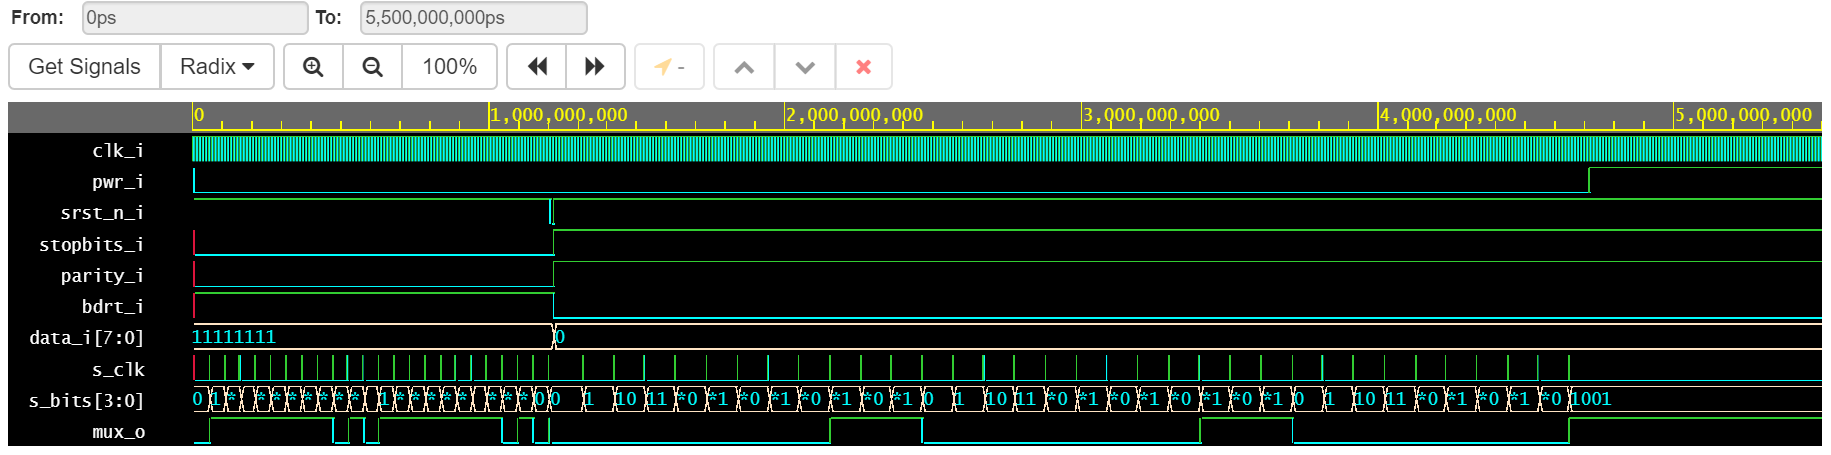 From: 0ps To: 5,500,000,000ps
Get Signals Radix 100% -
0 1,000,000,000 2,000,000,000 3,000,000,000 4,000,000,000 5,000,000,000
clk_i
pwr_i
srst_n_i
stopbits_i
parity_i
bdrt_i
data_i[7:0] 11111111 0
s_clk
s_bits[3:0] 0 1 * * * * * * * * * 1 * * * * * * * * * 0 0 1 10 11 *0 *1 *0 *1 *0 *1 *0 *1 0 1 10 11 *0 *1 *0 *1 *0 *1 *0 *1 0 1 10 11 *0 *1 *0 *1 *0 1001
mux_o